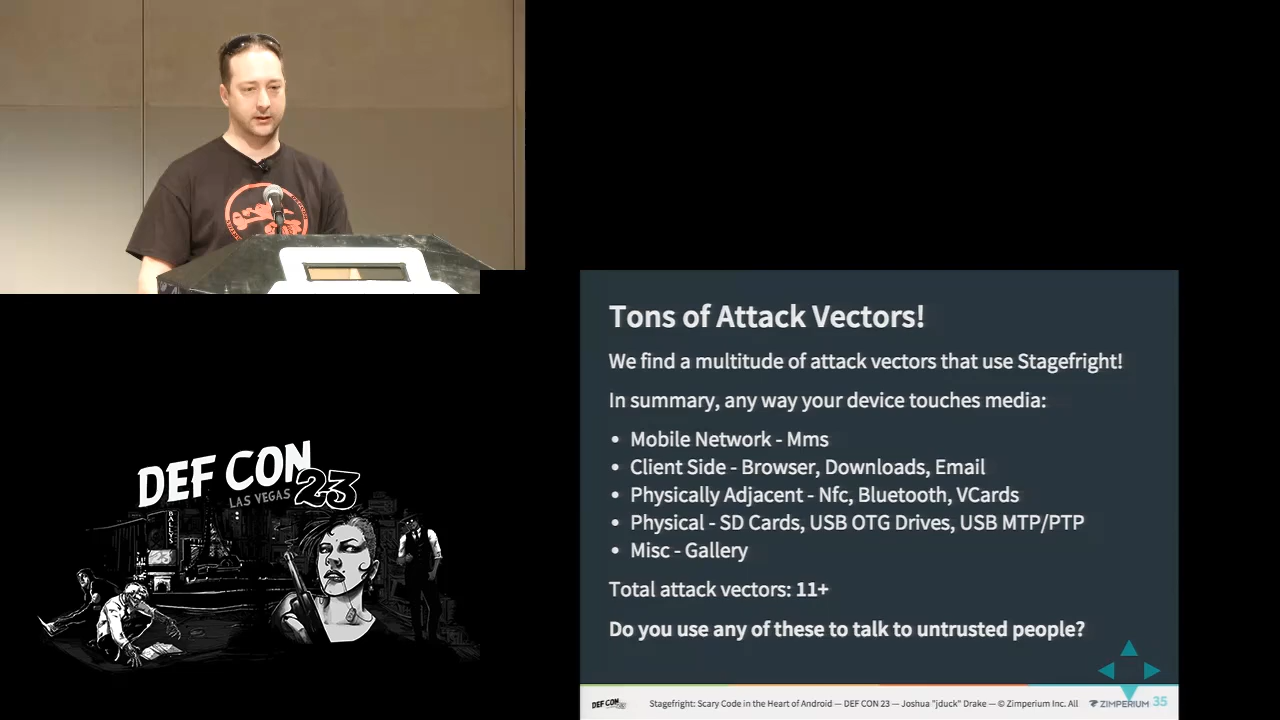 Tons of Attack Vectors!
We find a multitude of attack vectors that use Stagefright!
In summary, any way your device touches media:
• Mobile Network - Mms
• Client Side - Browser, Downloads, Email
• Physically Adjacent - Nfc, Bluetooth, VCards
• Physical - SD Cards, USB OTG Drives, USB MTP/PTP
• Misc - Gallery
Total attack vectors: 11+
Do you use any of these to talk to untrusted people?
DEF CON
Stagefright: Scary Code in the Heart of Android — DEF CON 23 — Joshua "jduck" Drake — © Zimperium Inc. All
ZIMPERIUM
35
DEF CON
LAS VEGAS 23
BALLY'S
23